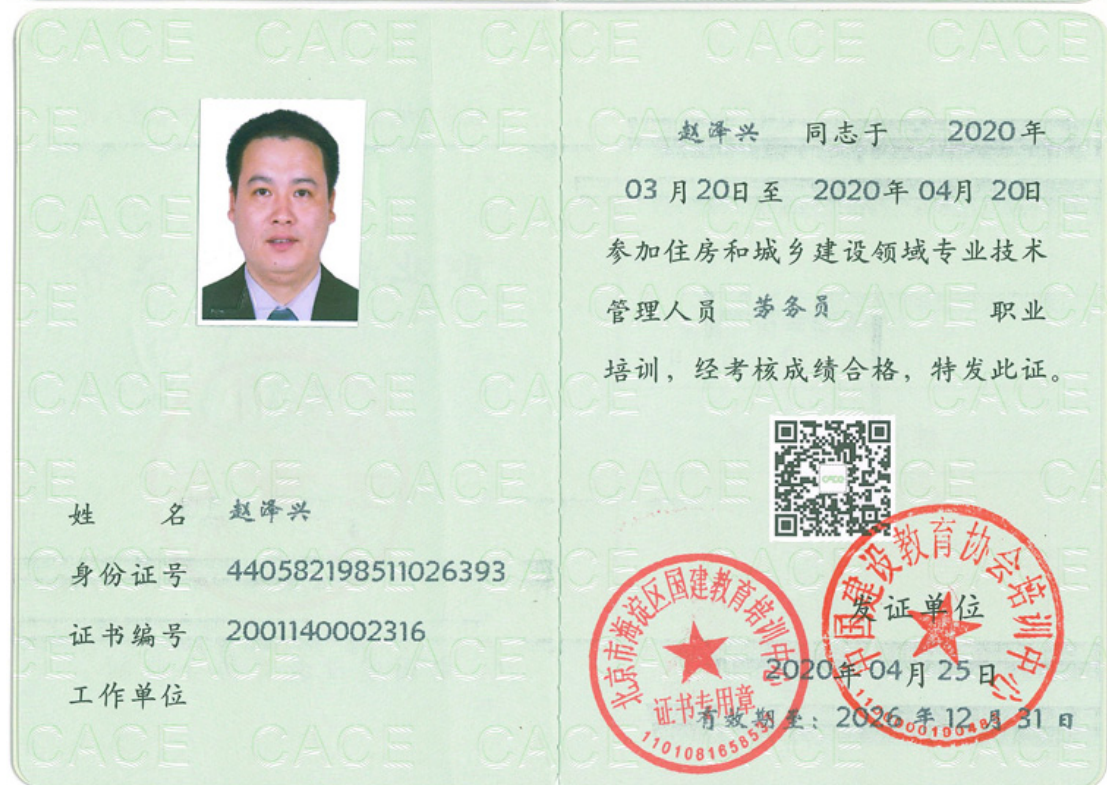 姓 名 赵泽兴
身份证号 440582198511026393
证书编号 2001140002316
工作单位
赵泽兴 同志于 2020年
03月20日至 2020年04月20日
参加住房和城乡建设领域专业技术
管理人员 劳务员 职业
培训，经考核成绩合格，特发此证。
发证单位
2020年04月25日
有效期至：2026年12月31日
北京市海淀区国建教育培训中心
证书专用章
中国建设教育协会培训中心
CACE